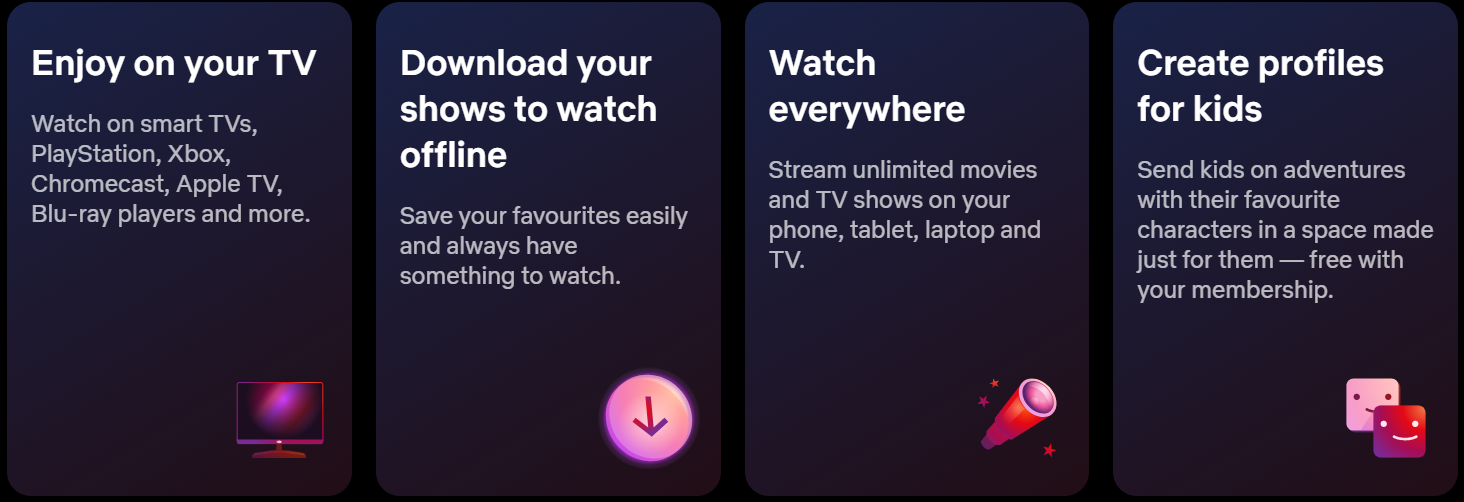 Enjoy on your TV
Watch on smart TVs,
PlayStation, Xbox,
Chromecast, Apple TV,
Blu-ray players and more.
Download your
shows to watch
offline
Save your favourites easily
and always have
something to watch.
Watch
everywhere
Stream unlimited movies
and TV shows on your
phone, tablet, laptop and
TV.
Create profiles
for kids
Send kids on adventures
with their favourite
characters in a space made
just for them — free with
your membership.